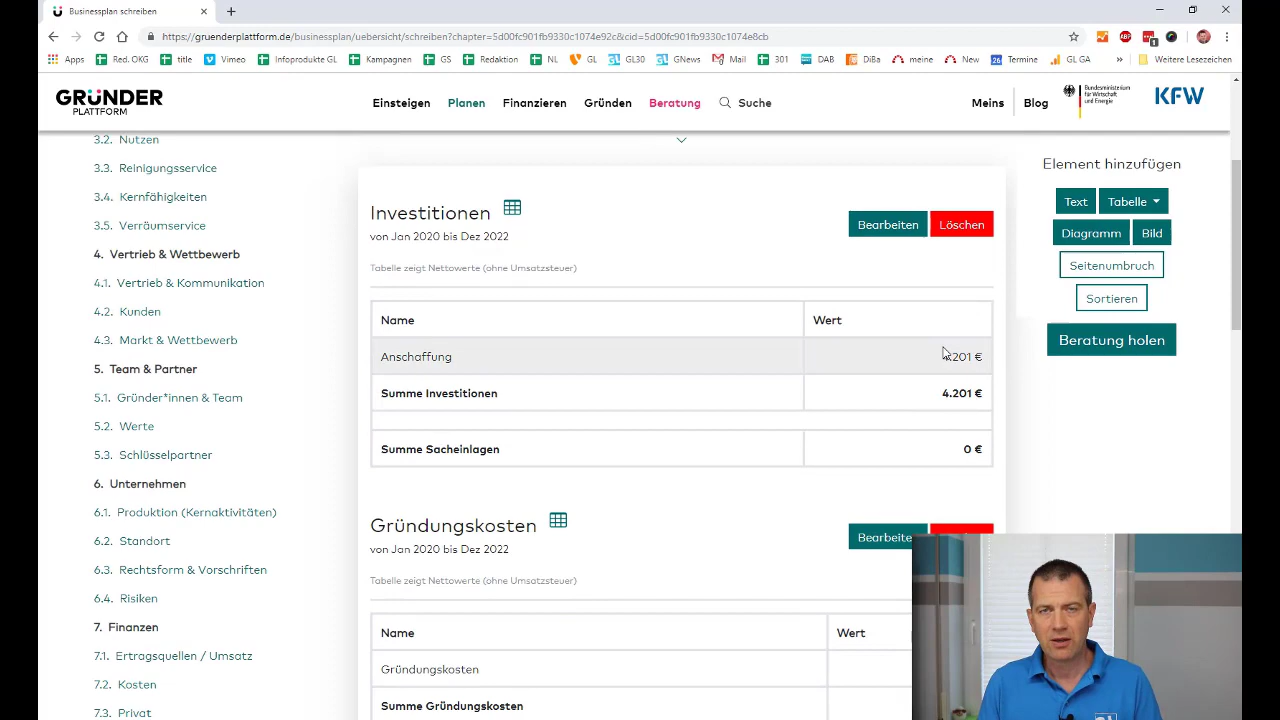 Businesplan schreiben
https://gruenderplattform.de/businessplan/uebersicht/schreiben?chapter=5d00fc901fb9330c1074e92c&cid=5d00fc901fb9330c1074e8cb
Apps
Red. OKG
title
Vimeo
Infoprodukte GL
Kampagnen
GS
Redaktion
NL
GL
GL30
GNews
Mail
301
DAB
DiBa
meine
New
Termine
GL GA
»
Weitere Lesezeichen
GRÜNDER
PLATTFORM
Einsteigen
Planen
Finanzieren
Gründen
Beratung
Suche
Meins
Blog
Bundesministerium
für Wirtschaft
und Energie
KFW
3.2. Nutzen
3.3. Reinigungsservice
3.4. Kernfähigkeiten
3.5. Verräumservice
4. Vertrieb & Wettbewerb
4.1. Vertrieb & Kommunikation
4.2. Kunden
4.3. Markt & Wettbewerb
5. Team & Partner
5.1. Gründer*innen & Team
5.2. Werte
5.3. Schlüsselpartner
6. Unternehmen
6.1. Produktion (Kernaktivitäten)
6.2. Standort
6.3. Rechtsform & Vorschriften
6.4. Risiken
7. Finanzen
7.1. Ertragsquellen / Umsatz
7.2. Kosten
7.3. Privat
Investitionen
von Jan 2020 bis Dez 2022
Bearbeiten
Löschen
Tabelle zeigt Nettowerte (ohne Umsatzsteuer)
Name
Wert
Anschaffung
201 €
Summe Investitionen
4.201 €
Summe Sacheinlagen
0 €
Gründungskosten
von Jan 2020 bis Dez 2022
Bearbeite
Tabelle zeigt Nettowerte (ohne Umsatzsteuer)
Name
Wert
Gründungskosten
Summe Gründungskosten
Element hinzufügen
Text
Tabelle
Diagramm
Bild
Seitenumbruch
Sortieren
Beratung holen